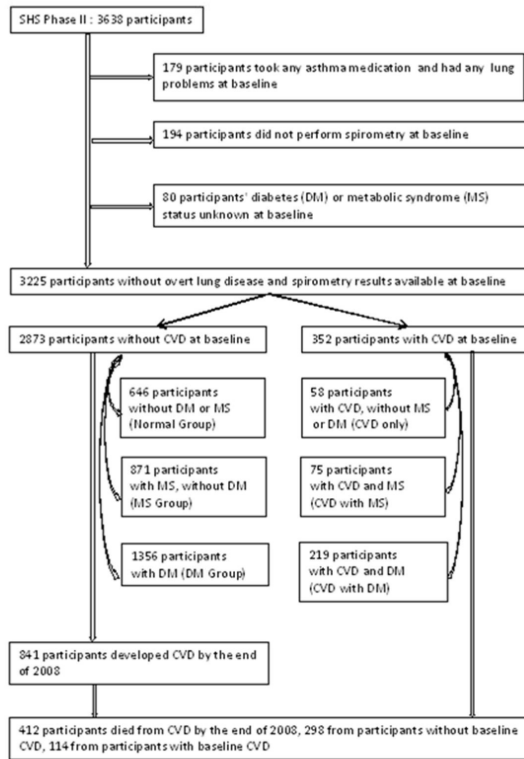 SHS Phase II : 3638 participants
179 participants took any asthma medication and had any lung
problems at baseline
194 participants did not perform spirometry at baseline
80 participants' diabetes (DM) or metabolic syndrome (MS)
status unknown at baseline
3225 participants without overt lung disease and spirometry results available at baseline
2873 participants without CVD at baseline
352 participants with CVD at baseline
646 participants
without DM or MS
(Normal Group)
58 participants
with CVD, without MS
or DM (CVD only)
871 participants
with MS, without DM
(MS Group)
75 participants
with CVD and MS
(CVD with MS)
1356 participants
with DM (DM Group)
219 participants
with CVD and DM
(CVD with DM)
841 participants developed CVD by the end
of 2008
412 participants died from CVD by the end of 2008, 298 from participants without baseline
CVD, 114 from participants with baseline CVD